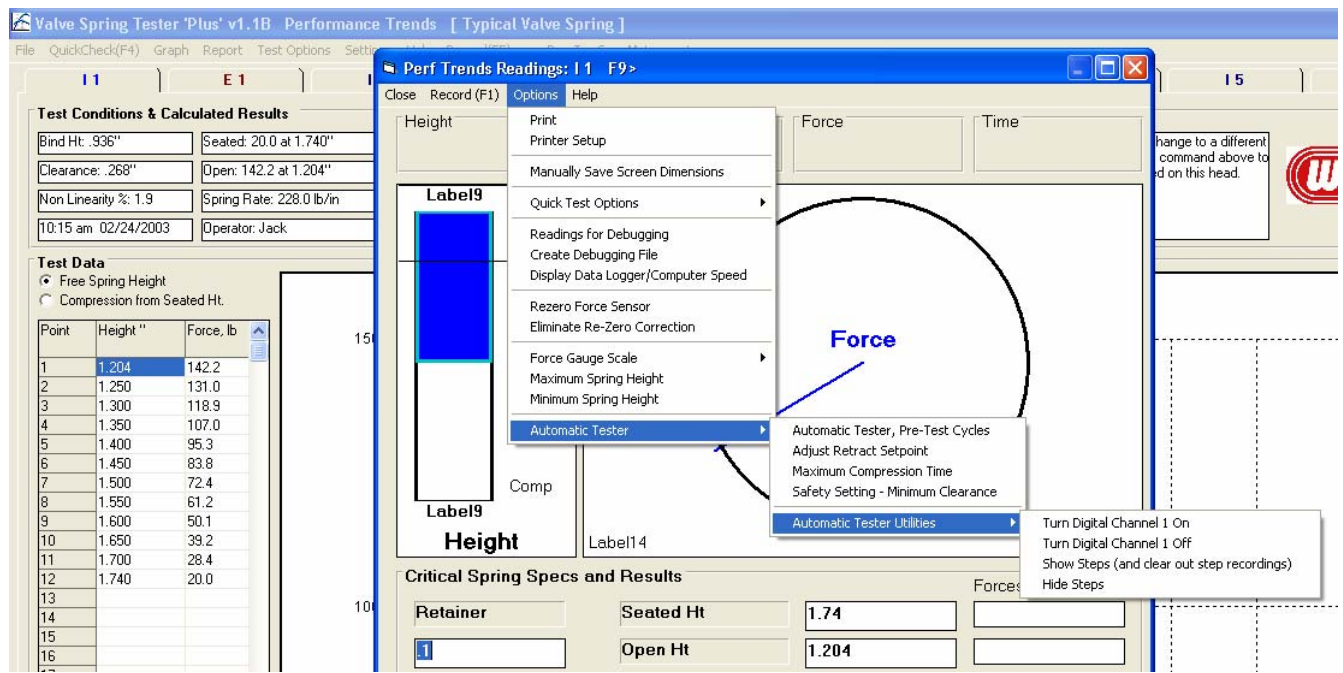 Valve Spring Tester 'Plus' v1.1B Performance Trends [ Typical Valve Spring ]
File QuickCheck(F4) Graph Report Test Options
I 1
E 1
I 5
Test Conditions & Calculated Results
Bind Ht: .936"
Seated: 20.0 at 1.740"
Clearance: .268"
Open: 142.2 at 1.204"
Non Linearity %: 1.9
Spring Rate: 228.0 lb/in
10:15 am 02/24/2003
Operator: Jack
hange to a different
command above to
ed on this head.
Test Data
Free Spring Height
Compression from Seated Ht.
Point Height " Force, lb
1 1.204 142.2
2 1.250 131.0
3 1.300 118.9
4 1.350 107.0
5 1.400 95.3
6 1.450 83.8
7 1.500 72.4
8 1.550 61.2
9 1.600 50.1
10 1.650 39.2
11 1.700 28.4
12 1.740 20.0
13
14
15
16
Perf Trends Readings: I 1 F9>
Close Record (F1) Options Help
Height
Force
Time
Print
Printer Setup
Manually Save Screen Dimensions
Quick Test Options
Readings for Debugging
Create Debugging File
Display Data Logger/Computer Speed
Rezero Force Sensor
Eliminate Re-Zero Correction
Force Gauge Scale
Maximum Spring Height
Minimum Spring Height
Automatic Tester
Automatic Tester, Pre-Test Cycles
Adjust Retract Setpoint
Maximum Compression Time
Safety Setting - Minimum Clearance
Automatic Tester Utilities
Turn Digital Channel 1 On
Turn Digital Channel 1 Off
Show Steps (and clear out step recordings)
Hide Steps
Label9
Force
Comp
Label9
Height
Label14
Critical Spring Specs and Results
Forces
Retainer
Seated Ht
1.74
.1
Open Ht
1.204